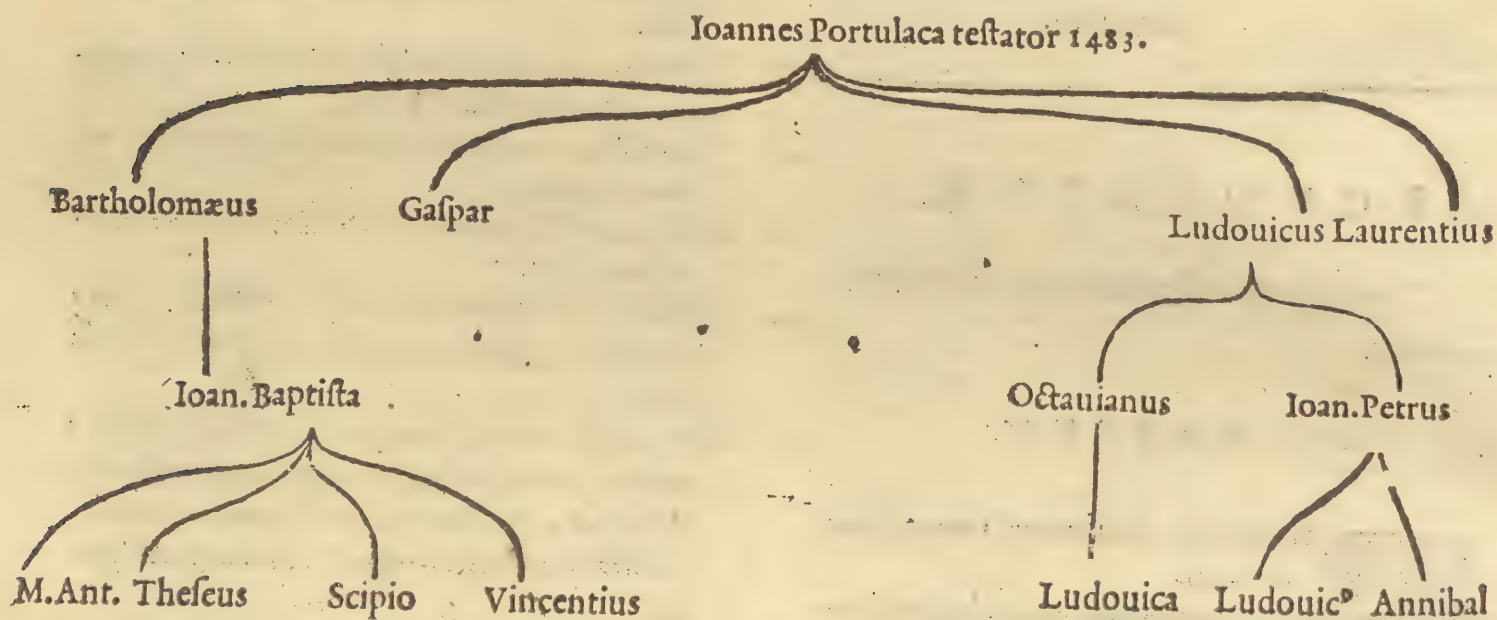 Ioannes Portulaca teſtator 1483.
Bartholomæus Gaſpar Ludouicus Laurentius
Ioan.Baptiſta Octauianus Ioan.Petrus
M.Ant. Theſeus Scipio Vincentius Ludouica Ludouicꝰ Annibal